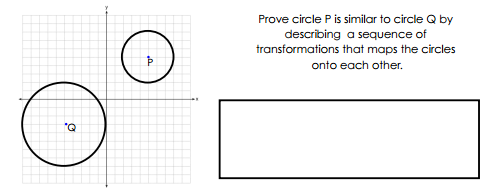 y
Prove circle P is similar to circle Q by
describing a sequence of
transformations that maps the circles
onto each other.
P
x
Q